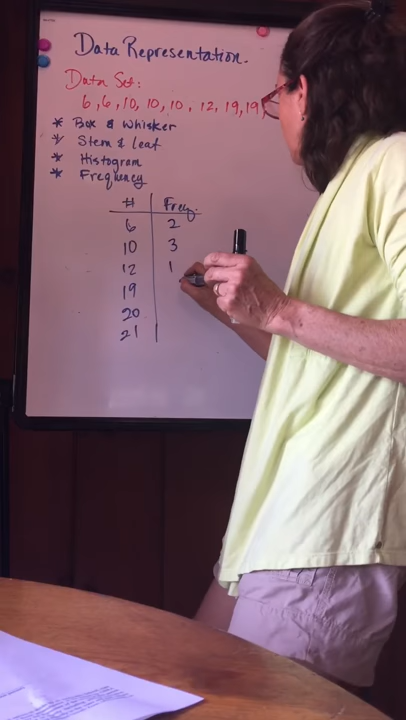 Data Representation.
Data Set:
6, 6, 10, 10, 10, 12, 19, 19,
* Box & Whisker
* Stem & Leaf
* Histogram
* Frequency
# Freq.
6 2
10 3
12 1
19
20
21